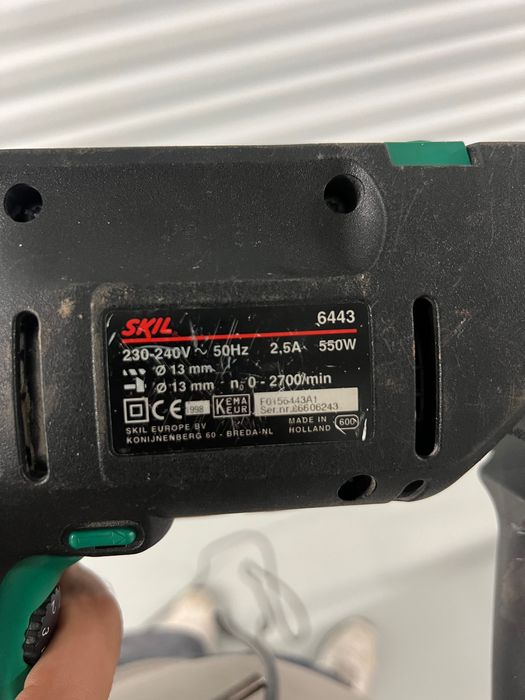 SKIL 6443
230-240V ~ 50Hz 2,5A 550W
Ø 13 mm
Ø 13 mm n₀ 0-2700/min
CE 1998 KEMA KEUR F0156443A1
Ser.nr.
SKIL EUROPE BV MADE IN
KONIJNENBERG 60 - BREDA-NL HOLLAND 600